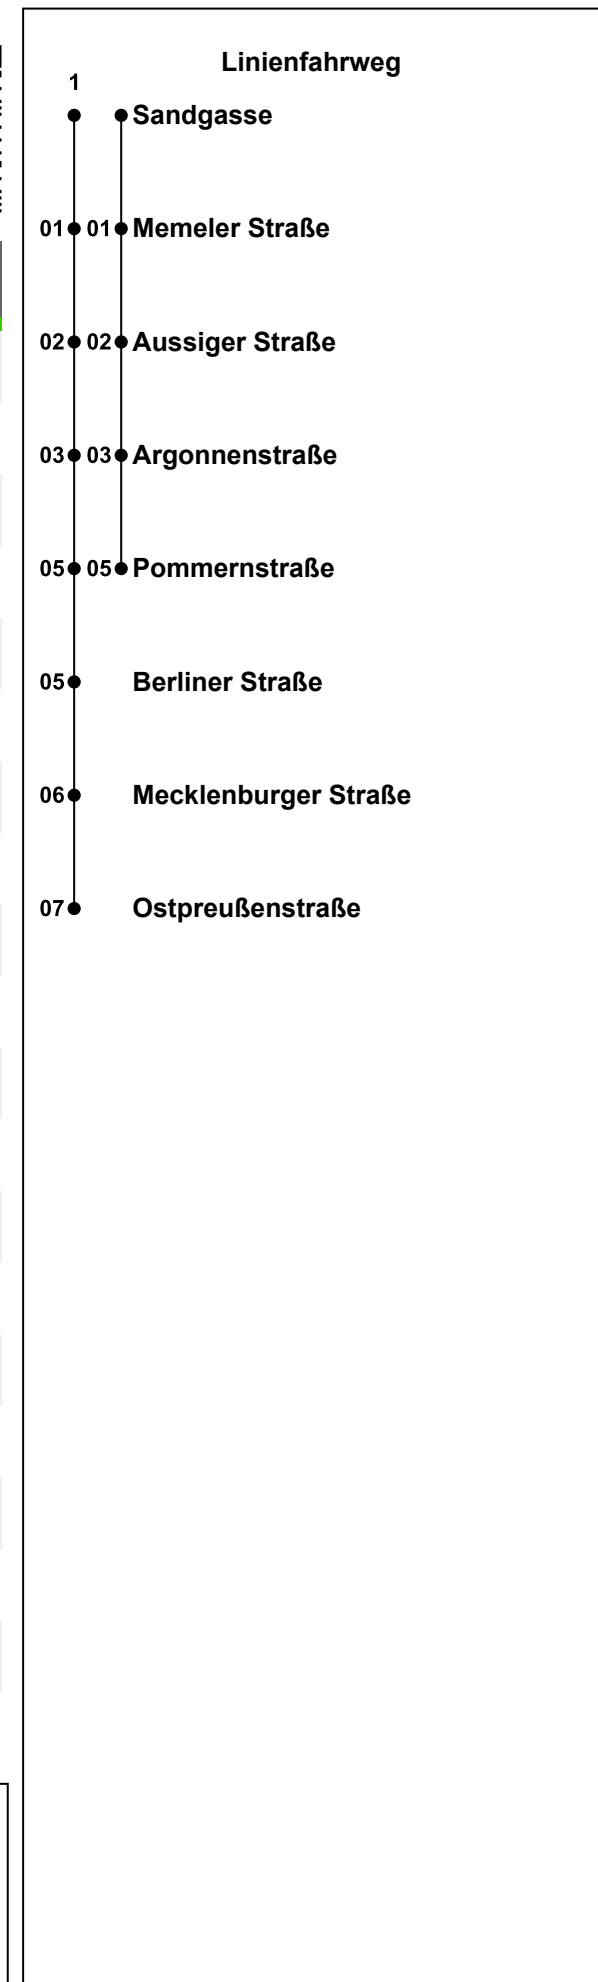 Linienfahrweg
1
Sandgasse
01 01 Memeler Straße
02 02 Aussiger Straße
03 03 Argonnenstraße
05 05 Pommernstraße
05 Berliner Straße
06 Mecklenburger Straße
07 Ostpreußenstraße